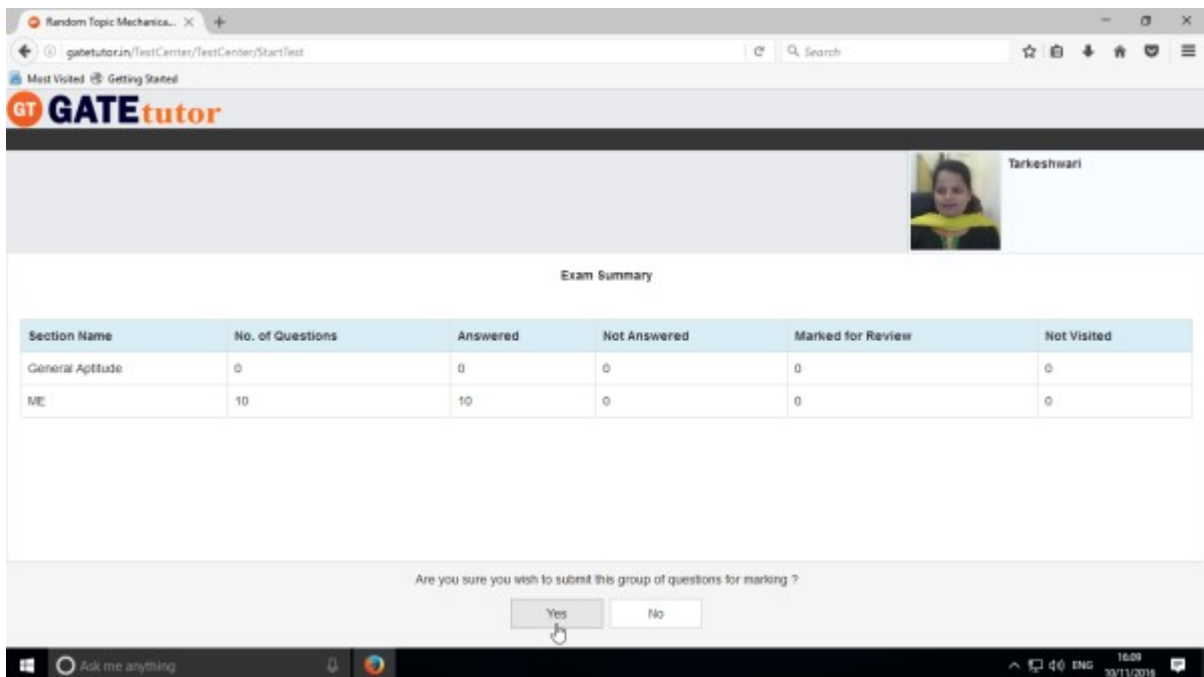 Random Topic Mechanica...
gatetutor.in/TestCenter/TestCenter/StartTest
Search
Most Visited Getting Started
GT GATEtutor
Tarkeshwari
Exam Summary
Section Name No. of Questions Answered Not Answered Marked for Review Not Visited
General Aptitude 0 0 0 0 0
ME 10 10 0 0 0
Are you sure you wish to submit this group of questions for marking ?
Yes No
Ask me anything ENG 16:09
10/11/2016